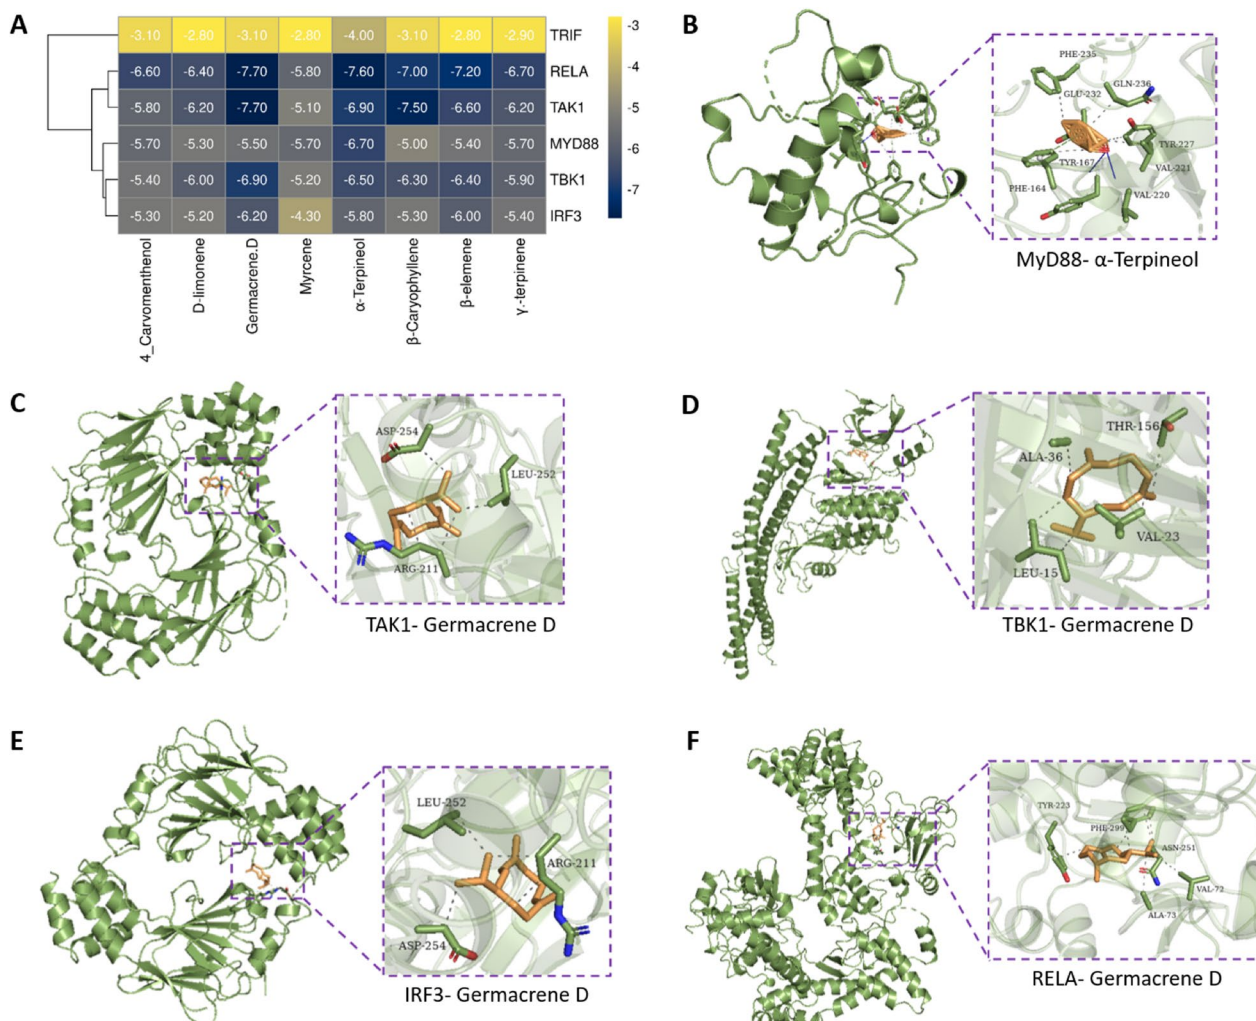 A
-3.10 -2.80 -3.10 -2.80 -4.00 -3.10 -2.80 -2.90 TRIF
-6.60 -6.40 -7.70 -5.80 -7.60 -7.00 -7.20 -6.70 RELA
-5.80 -6.20 -7.70 -5.10 -6.90 -7.50 -6.60 -6.20 TAK1
-5.70 -5.30 -5.50 -5.70 -6.70 -5.00 -5.40 -5.70 MYD88
-5.40 -6.00 -6.90 -5.20 -6.50 -6.30 -6.40 -5.90 TBK1
-5.30 -5.20 -6.20 -4.30 -5.80 -5.30 -6.00 -5.40 IRF3
4_Carvomenthenol
D-limonene
Germacrene.D
Myrcene
α-Terpineol
β-Caryophyllene
β-elemene
γ.-terpinene
-3
-4
-5
-6
-7
B
PHE-235
GLN-236
GLU-232
TYR-227
TYR-167
VAL-221
PHE-164
VAL-220
MyD88- α-Terpineol
C
ASP-254
LEU-252
ARG-211
TAK1- Germacrene D
D
THR-156
ALA-36
VAL-23
LEU-15
TBK1- Germacrene D
E
LEU-252
ARG-211
ASP-254
IRF3- Germacrene D
F
TYR-223
PHE-299
ASN-251
VAL-72
ALA-73
RELA- Germacrene D